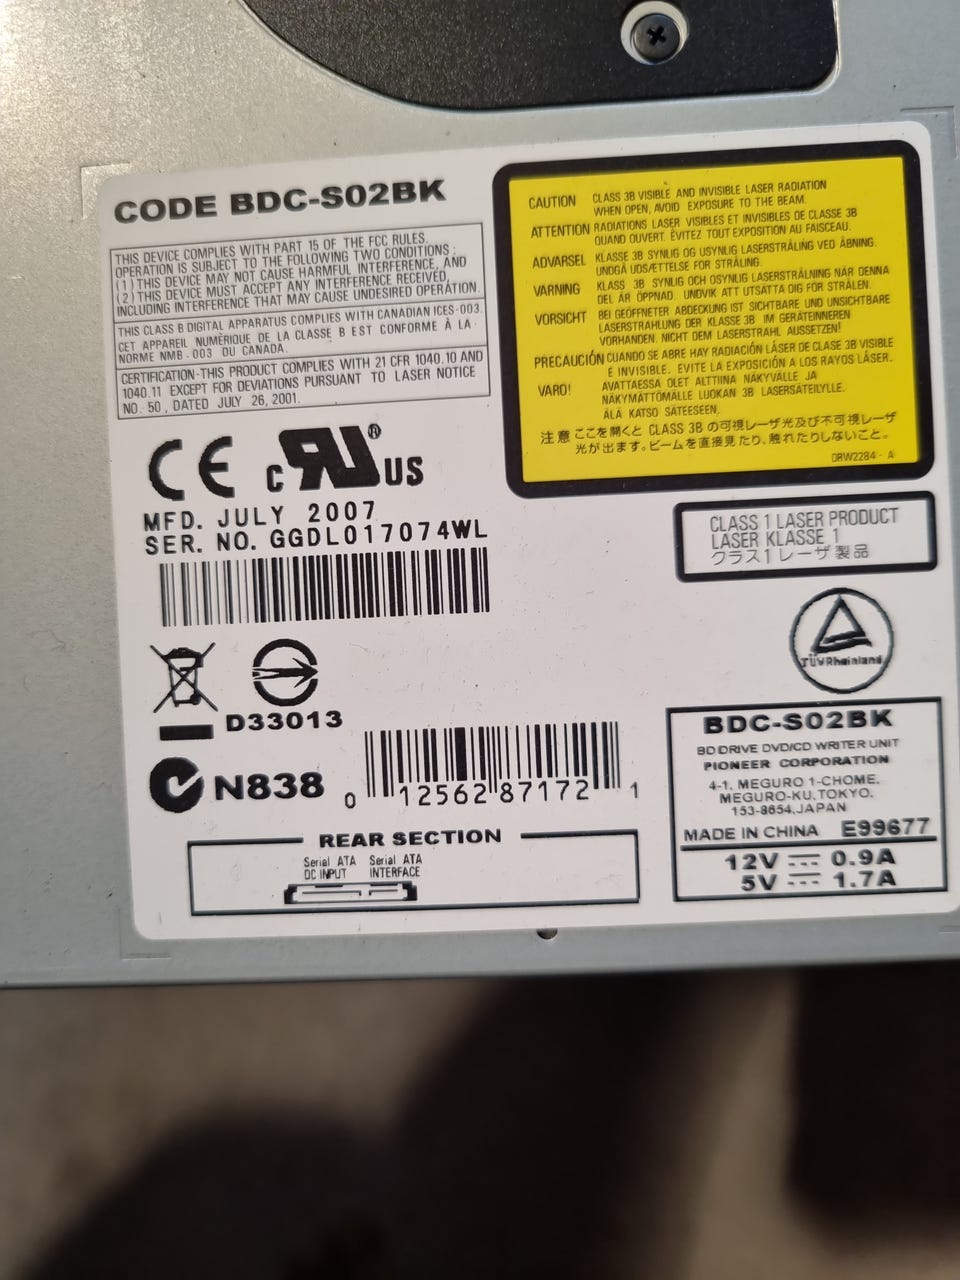 CODE BDC-S02BK
THIS DEVICE COMPLIES WITH PART 15 OF THE FCC RULES.
OPERATION IS SUBJECT TO THE FOLLOWING TWO CONDITIONS:
(1) THIS DEVICE MAY NOT CAUSE HARMFUL INTERFERENCE, AND
(2) THIS DEVICE MUST ACCEPT ANY INTERFERENCE RECEIVED,
INCLUDING INTERFERENCE THAT MAY CAUSE UNDESIRED OPERATION.
THIS CLASS B DIGITAL APPARATUS COMPLIES WITH CANADIAN ICES-003.
CET APPAREIL NUMÉRIQUE DE LA CLASSE B EST CONFORME À LA
NORME NMB-003 DU CANADA.
CERTIFICATION-THIS PRODUCT COMPLIES WITH 21 CFR 1040.10 AND
1040.11 EXCEPT FOR DEVIATIONS PURSUANT TO LASER NOTICE
NO. 50, DATED JULY 26, 2001.
CE c RU® US
MFD. JULY 2007
SER. NO. GGDL017074WL
D33013
N838
0 12562 87172 1
REAR SECTION
Serial ATA DC INPUT
Serial ATA INTERFACE
CAUTION CLASS 3B VISIBLE AND INVISIBLE LASER RADIATION
WHEN OPEN, AVOID EXPOSURE TO THE BEAM.
ATTENTION RADIATIONS LASER VISIBLES ET INVISIBLES DE CLASSE 3B
QUAND OUVERT. ÉVITEZ TOUT EXPOSITION AU FAISCEAU.
ADVARSEL KLASSE 3B SYNLIG OG USYNLIG LASERSTRÅLING VED ÅBNING.
UNDGÅ UDSÆTTELSE FOR STRÅLING.
VARNING KLASS 3B SYNLIG OCH OSYNLIG LASERSTRÅLNING NÄR DENNA
DEL ÄR ÖPPNAD. UNDVIK ATT UTSÄTTA DIG FÖR STRÅLEN.
VORSICHT BEI GEÖFFNETER ABDECKUNG IST SICHTBARE UND UNSICHTBARE
LASERSTRAHLUNG DER KLASSE 3B IM GERÄTEINNEREN
VORHANDEN. NICHT DEM LASERSTRAHL AUSSETZEN!
PRECAUCIÓN CUANDO SE ABRE HAY RADIACIÓN LÁSER DE CLASE 3B VISIBLE
E INVISIBLE. EVITE LA EXPOSICIÓN A LOS RAYOS LÁSER.
VARO! AVATTAESSA OLET ALTTIINA NÄKYVÄLLE JA
NÄKYMÄTTÖMÄLLE LUOKAN 3B LASERSÄTEILYLLE.
ÄLÄ KATSO SÄTEESEEN.
注意 ここを開くと CLASS 3B の可視レーザ光及び不可視レーザ
光が出ます。ビームを直接見たり、触れたりしないこと。
DRW2284 - A
CLASS 1 LASER PRODUCT
LASER KLASSE 1
クラス1 レーザ製品
TÜVRheinland
BDC-S02BK
BD DRIVE DVD/CD WRITER UNIT
PIONEER CORPORATION
4-1, MEGURO 1-CHOME,
MEGURO-KU, TOKYO,
153-8654, JAPAN
MADE IN CHINA E99677
12V ⎓ 0.9A
5V ⎓ 1.7A